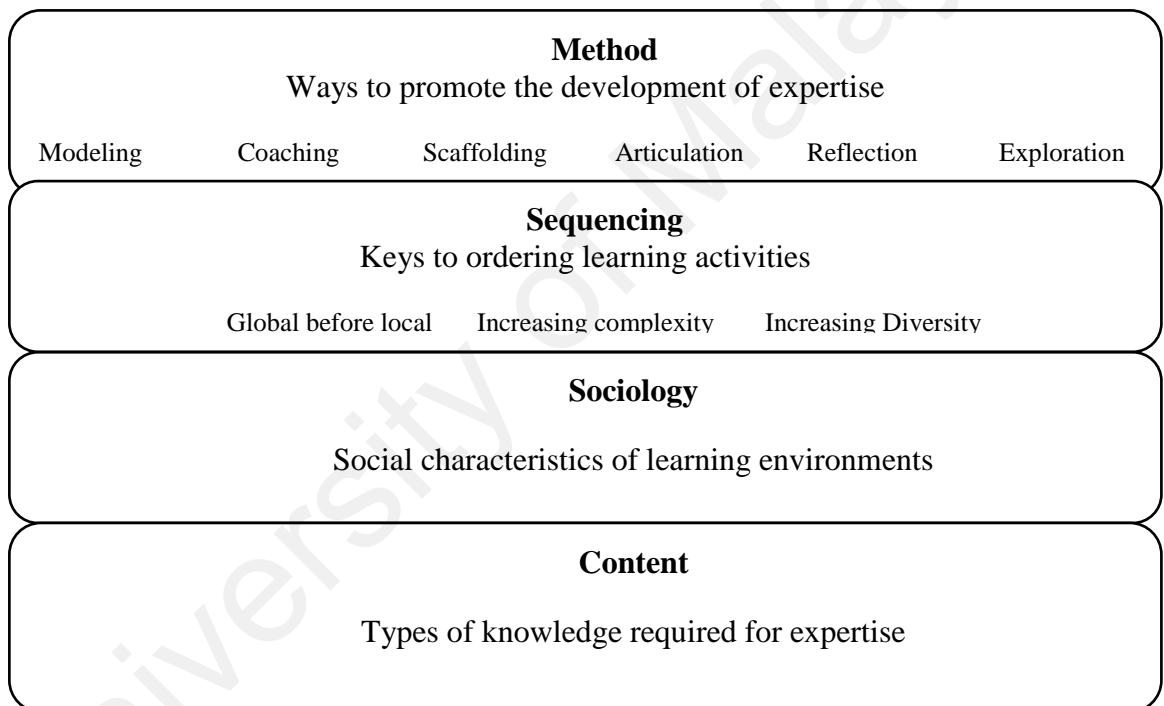 Method
Ways to promote the development of expertise
Modeling Coaching Scaffolding Articulation Reflection Exploration
Sequencing
Keys to ordering learning activities
Global before local Increasing complexity Increasing Diversity
Sociology
Social characteristics of learning environments
Content
Types of knowledge required for expertise